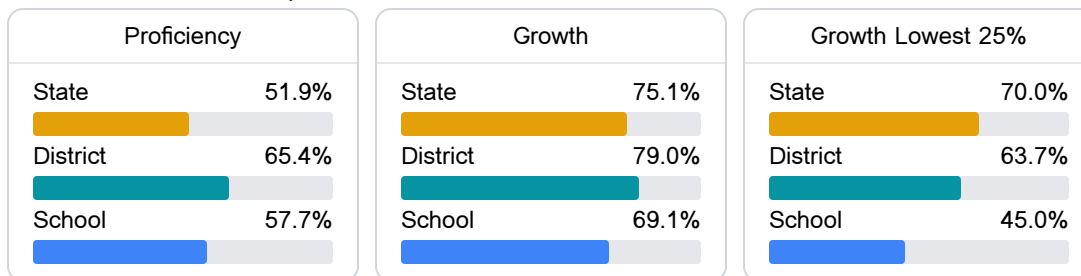 Proficiency
State 51.9%
District 65.4%
School 57.7%
Growth
State 75.1%
District 79.0%
School 69.1%
Growth Lowest 25%
State 70.0%
District 63.7%
School 45.0%